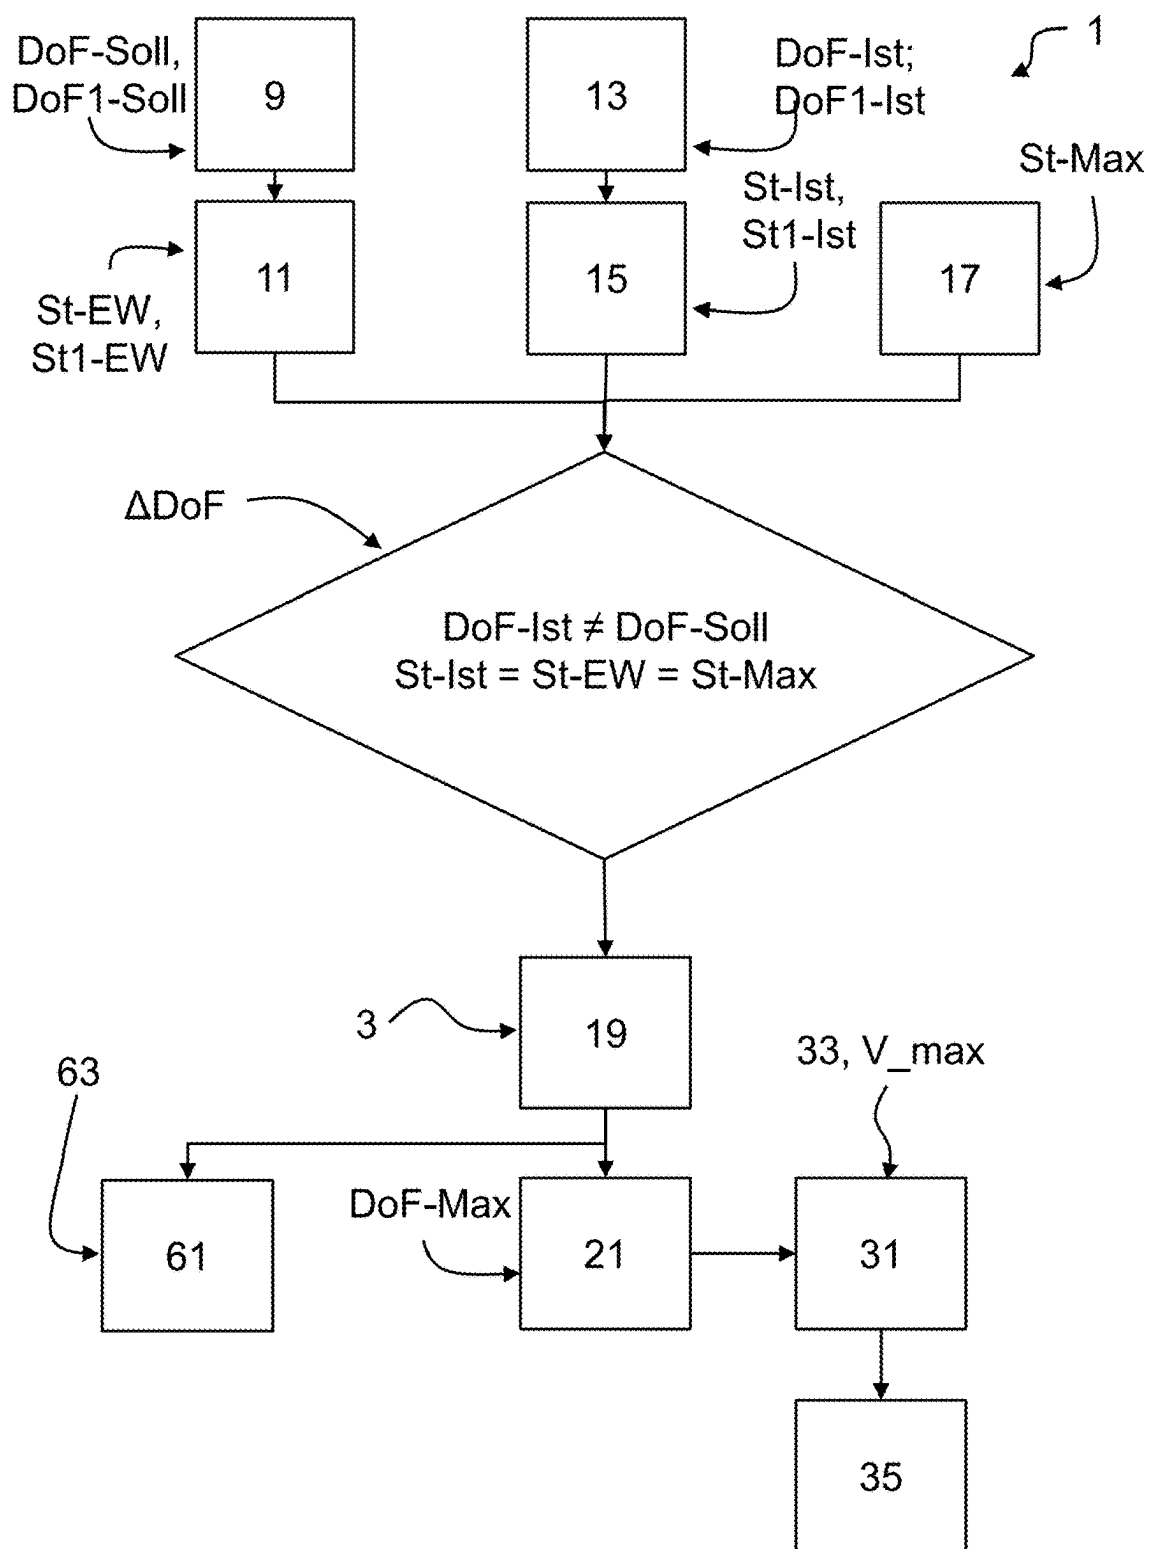 1
DoF-Soll,
DoF1-Soll
9
13
DoF-Ist;
DoF1-Ist
St-Max
St-Ist,
St1-Ist
11
15
17
St-EW,
St1-EW
ΔDoF
DoF-Ist ≠ DoF-Soll
St-Ist = St-EW = St-Max
3
19
33, V_max
63
DoF-Max
61
21
31
35